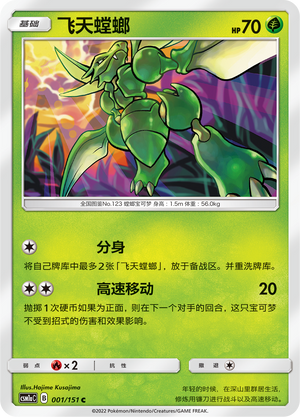 基础 飞天螳螂 HP 70
全国图鉴No.123 螳螂宝可梦 身高：1.5m 体重：56.0kg
分身
将自己牌库中最多2张「飞天螳螂」，放于备战区。并重洗牌库。
高速移动 20
抛掷1次硬币如果为正面，则在下一个对手的回合，这只宝可梦
不受到招式的伤害和效果影响。
弱点 ×2 抗性 撤退
Illus.Hajime Kusajima
CSM1a C D 001/151 C
年轻的时候，在深山里群居生活，
修炼用镰刀进行战斗以及高速移动。
©2022 Pokémon/Nintendo/Creatures/GAME FREAK.